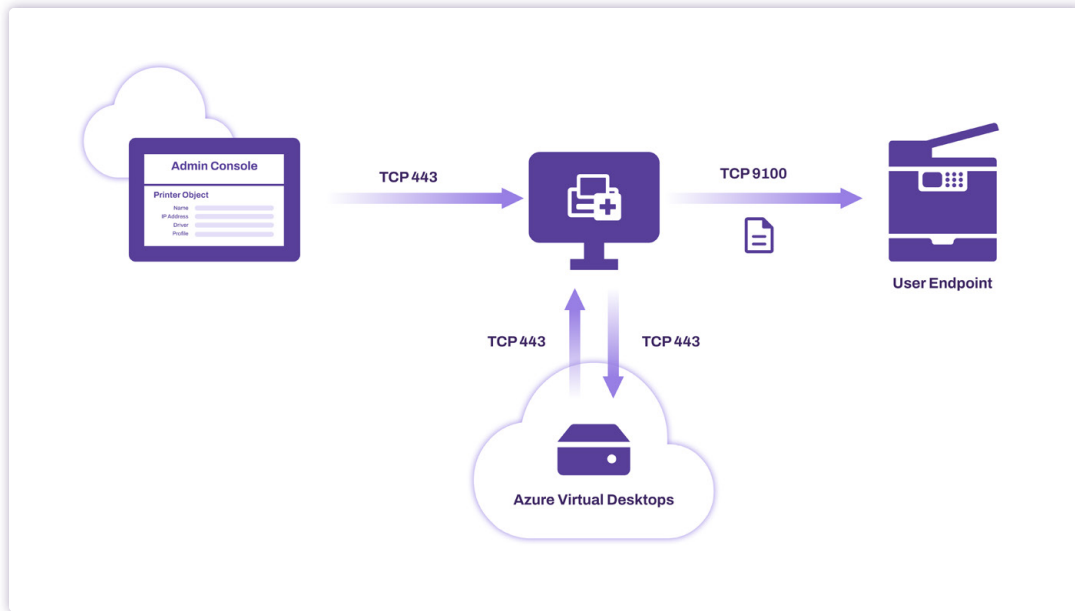 Admin Console
Printer Object
Name
IP Address
Driver
Profile
TCP 443
TCP 9100
User Endpoint
TCP 443
TCP 443
Azure Virtual Desktops